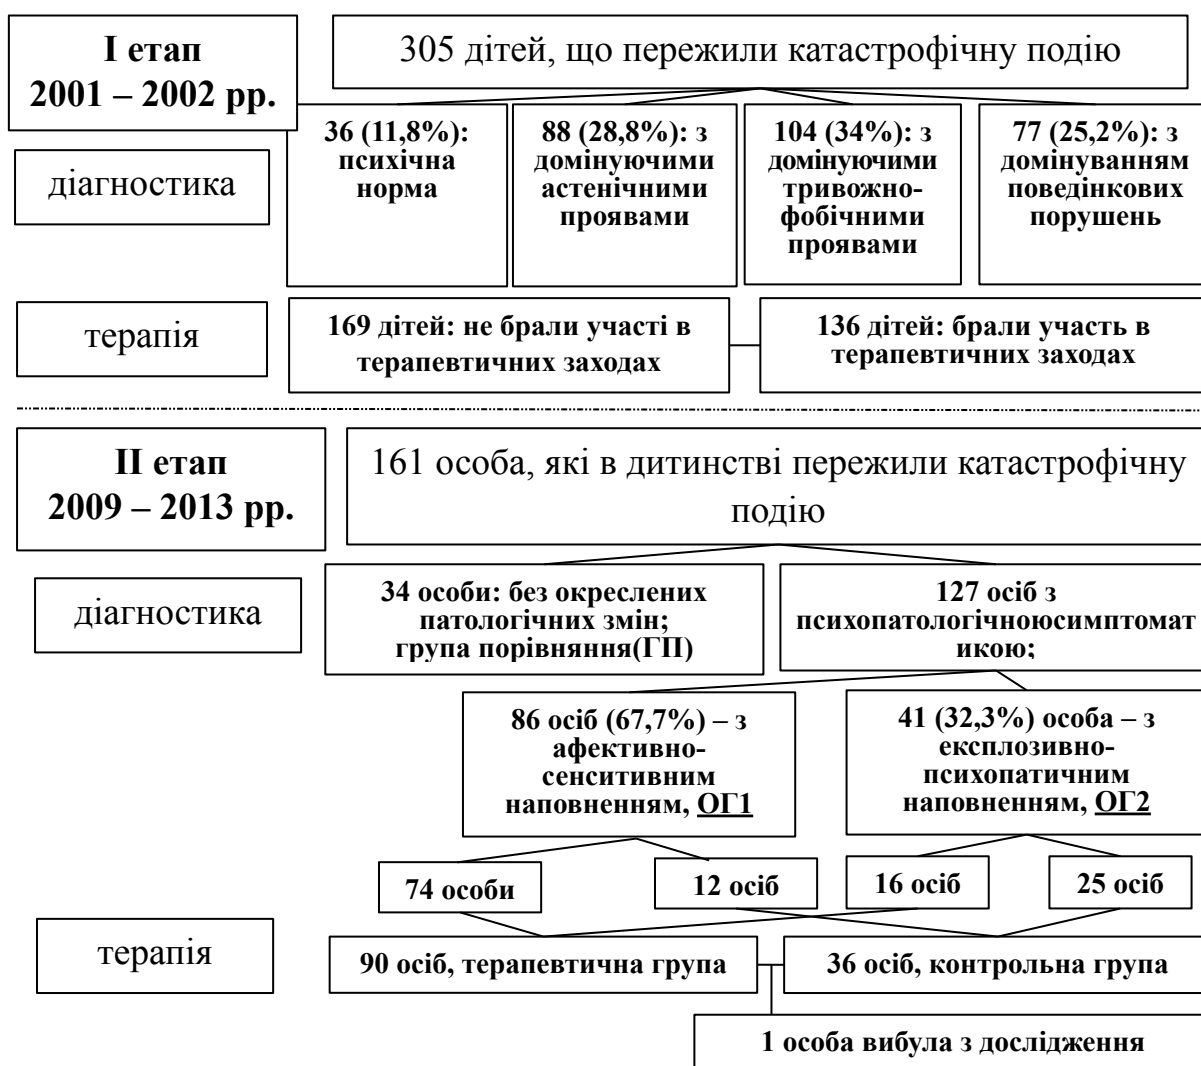 І етап
2001 – 2002 рр.
305 дітей, що пережили катастрофічну подію
діагностика
36 (11,8%):
психічна
норма
88 (28,8%): з
домінуючими
астенічними
проявами
104 (34%): з
домінуючими
тривожно-
фобічними
проявами
77 (25,2%): з
домінуванням
поведінкових
порушень
терапія
169 дітей: не брали участі в
терапевтичних заходах
136 дітей: брали участь в
терапевтичних заходах
ІІ етап
2009 – 2013 рр.
161 особа, які в дитинстві пережили катастрофічну
подію
діагностика
34 особи: без окреслених
патологічних змін;
група порівняння(ГП)
127 осіб з
психопатологічноюсимптомат
икою;
86 осіб (67,7%) – з
афективно-
сенситивним
наповненням, ОГ1
41 (32,3%) особа – з
експлозивно-
психопатичним
наповненням, ОГ2
74 особи
12 осіб
16 осіб
25 осіб
терапія
90 осіб, терапевтична група
36 осіб, контрольна група
1 особа вибула з дослідження